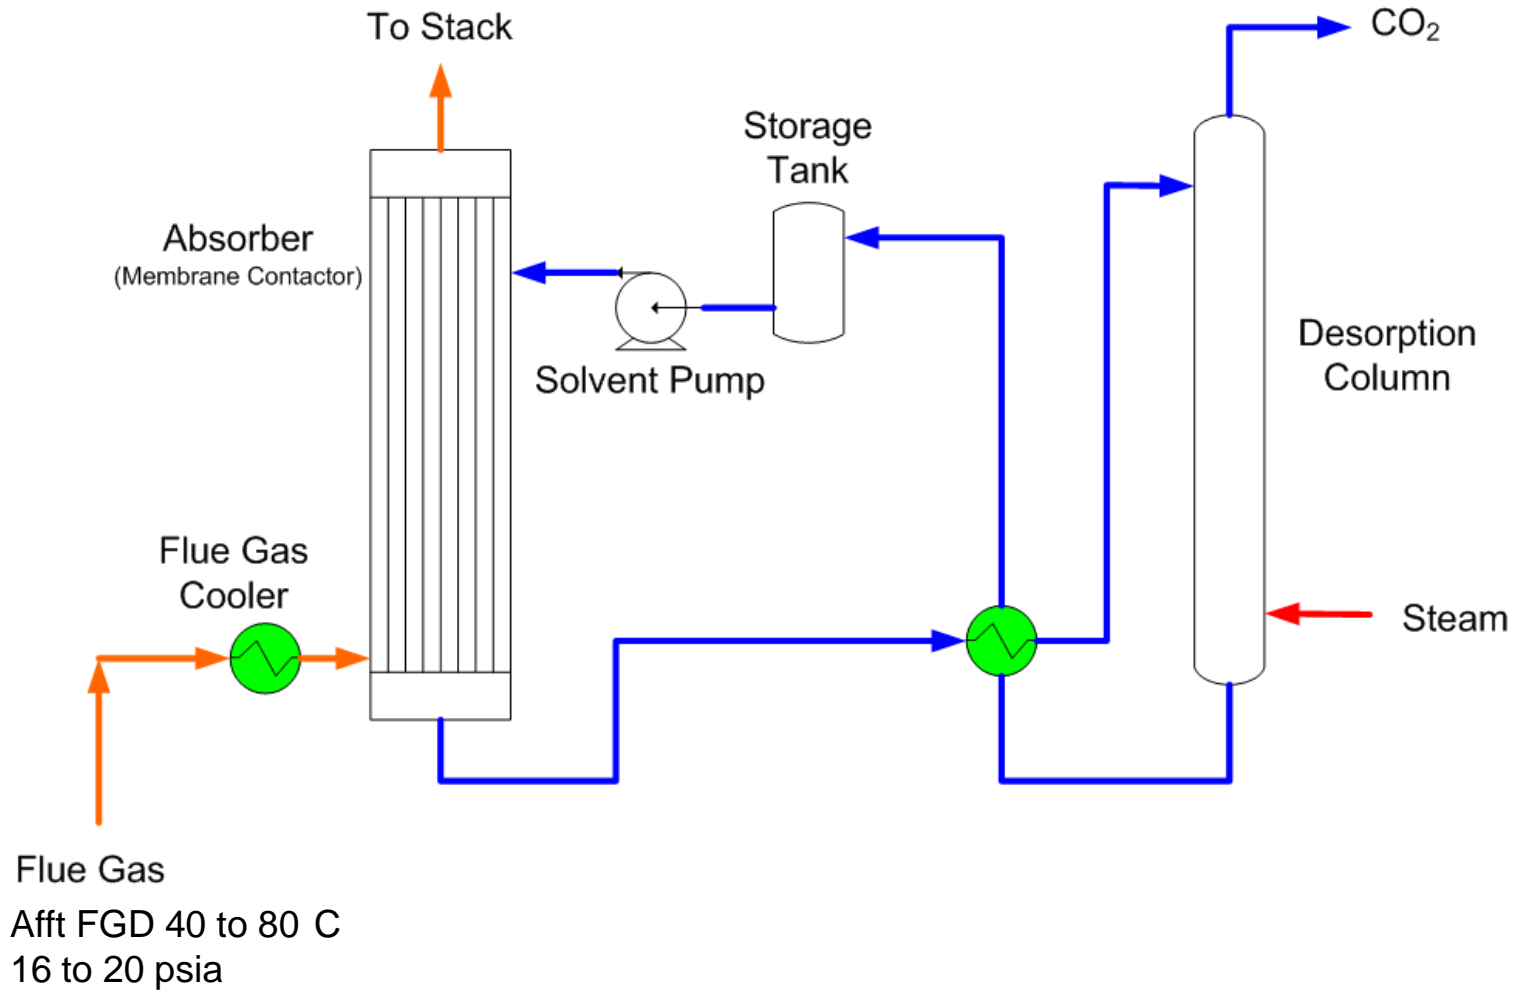 To Stack
CO₂
Storage
Tank
Absorber
(Membrane Contactor)
Desorption
Column
Solvent Pump
Flue Gas
Cooler
Steam
Flue Gas
Afft FGD 40 to 80 C
16 to 20 psia